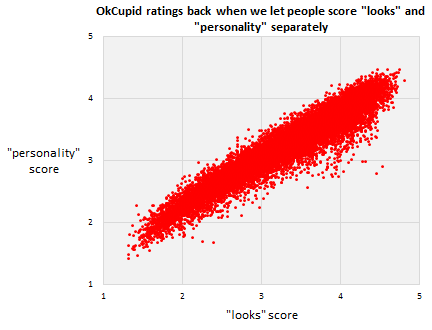 OkCupid ratings back when we let people score "looks" and
"personality" separately
5
4
"personality"
score
3
2
1
1 2 3 4 5
"looks" score